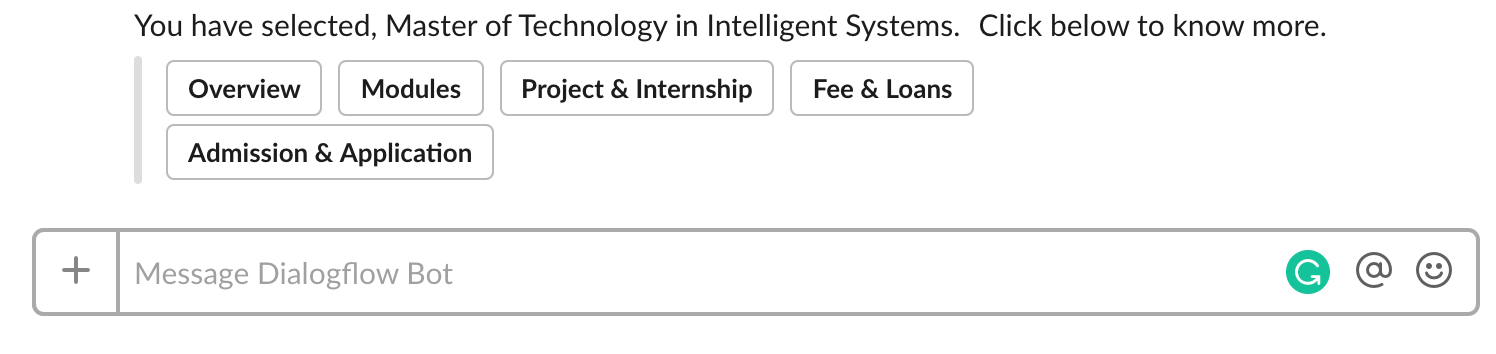 You have selected, Master of Technology in Intelligent Systems.  Click below to know more.
Overview Modules Project & Internship Fee & Loans
Admission & Application
+ Message Dialogflow Bot @